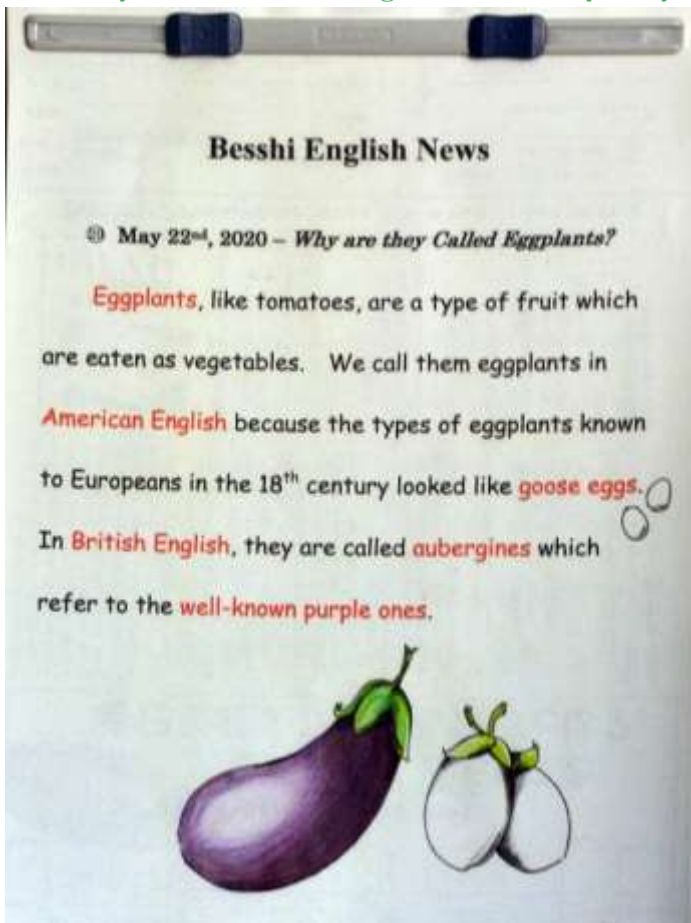 Besshi English News
May 22nd, 2020 – Why are they Called Eggplants?
Eggplants, like tomatoes, are a type of fruit which
are eaten as vegetables. We call them eggplants in
American English because the types of eggplants known
to Europeans in the 18th century looked like goose eggs.
In British English, they are called aubergines which
refer to the well-known purple ones.